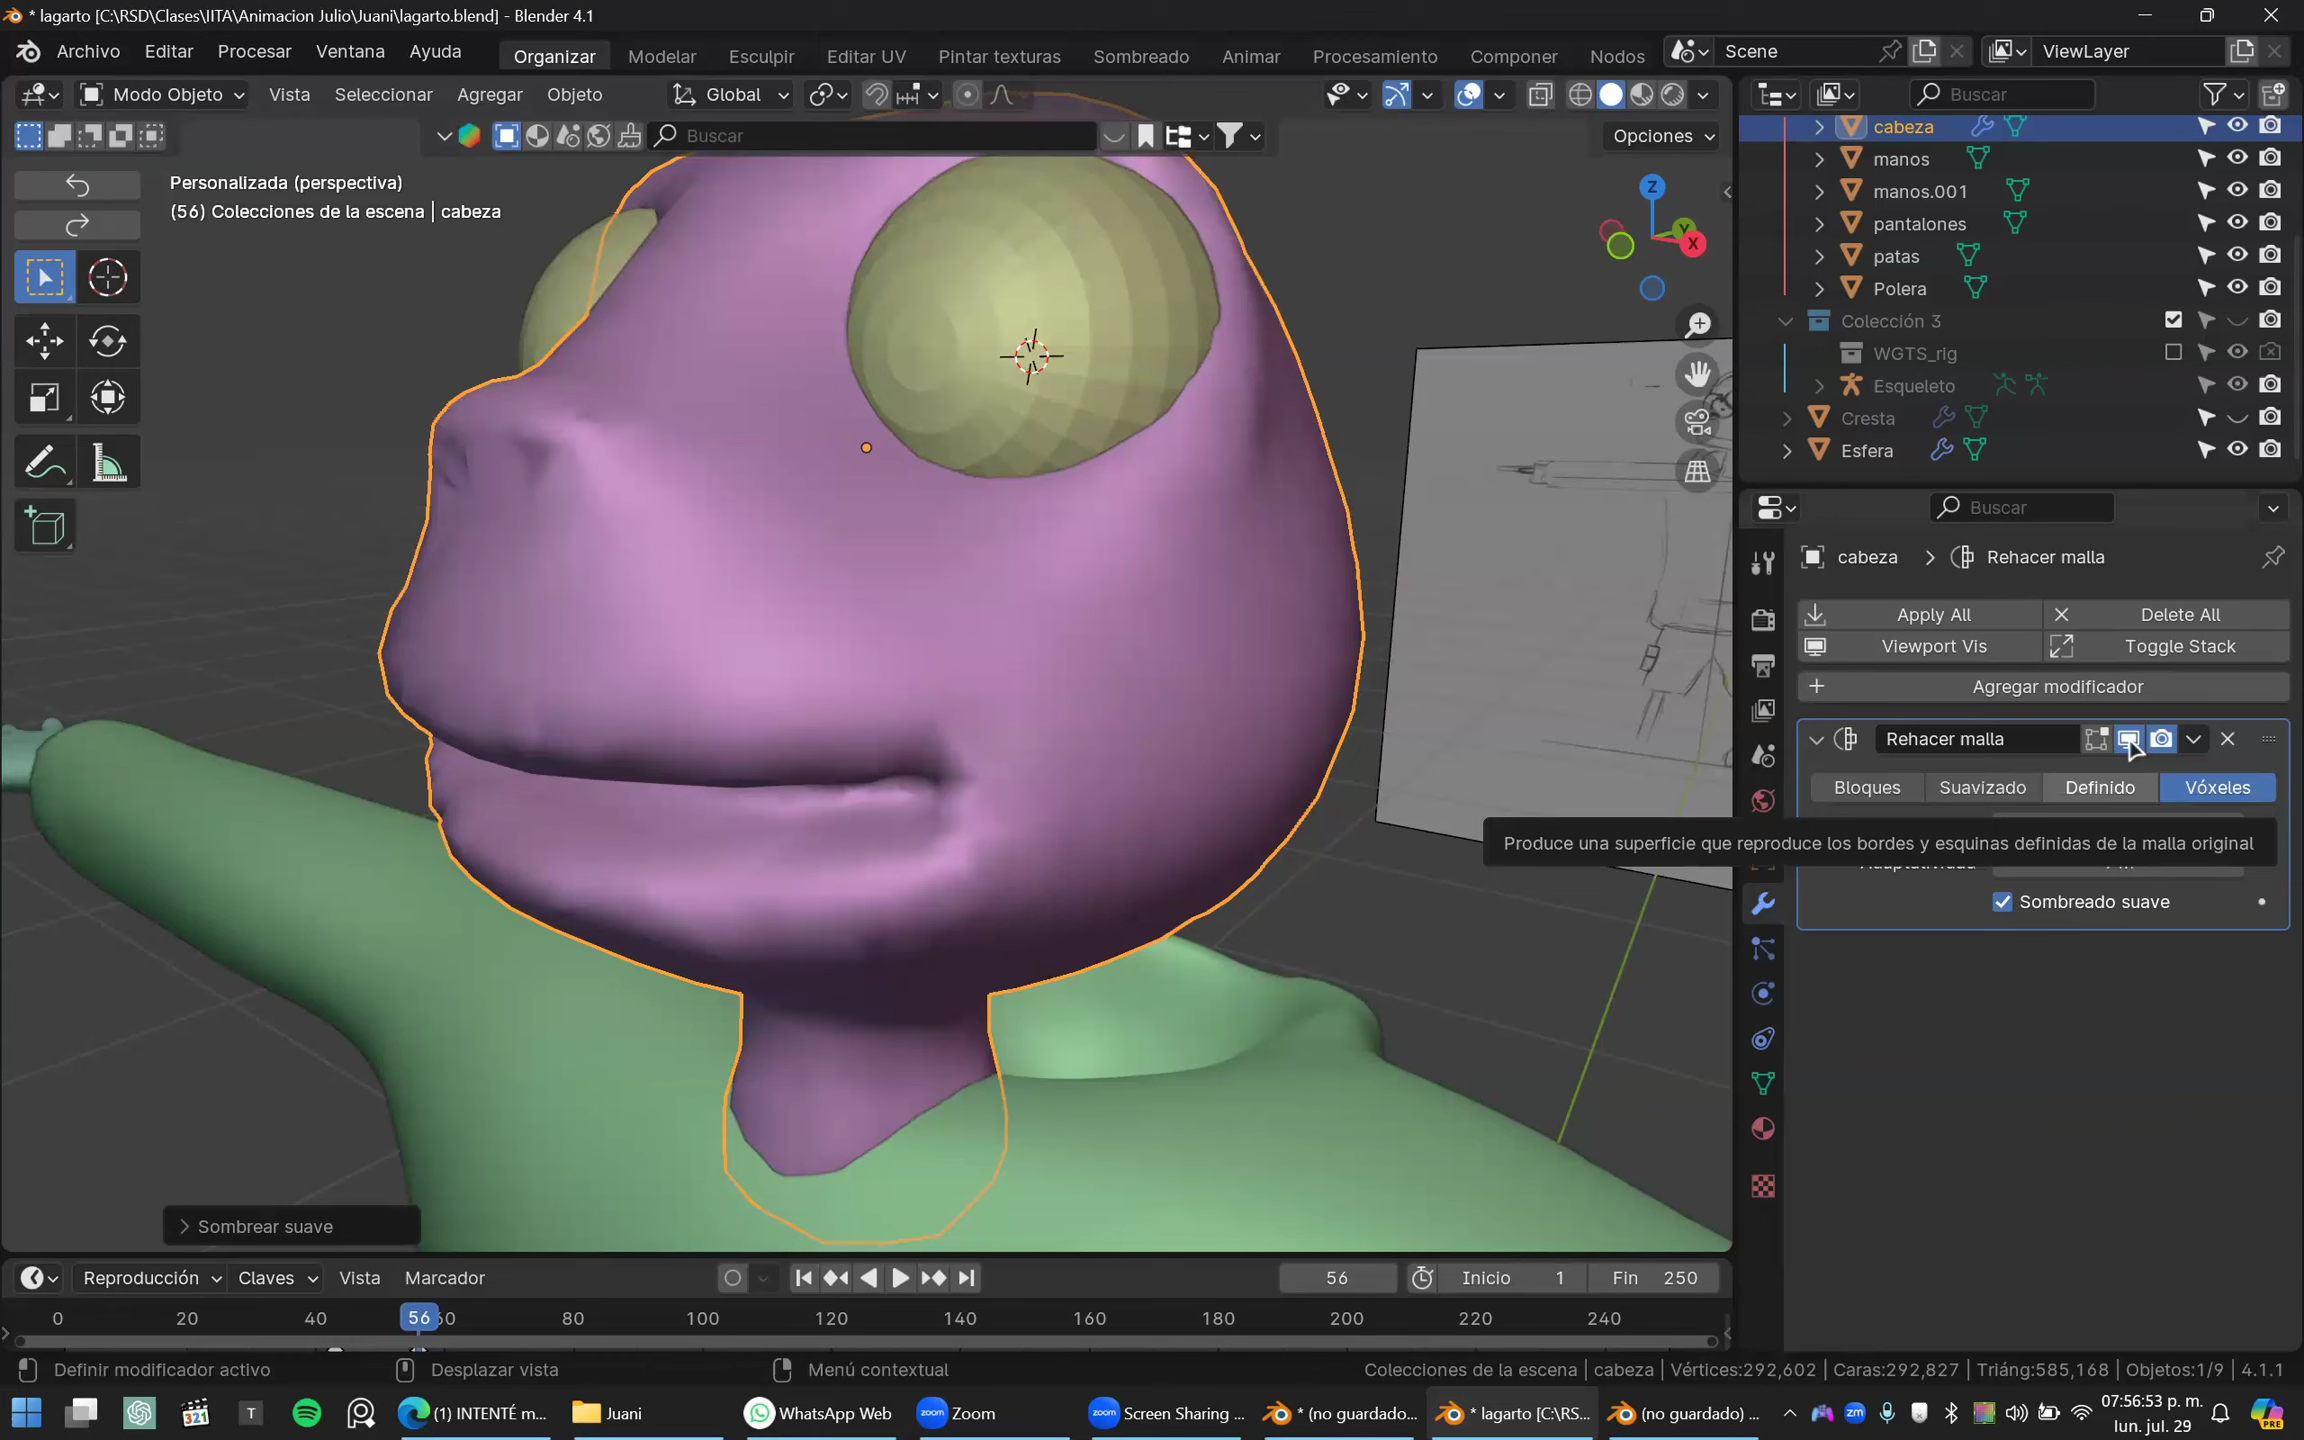 * lagarto [C:\RSD\Clases\IITA\Animacion Julio\Juani\lagarto.blend] - Blender 4.1
Archivo Editar Procesar Ventana Ayuda Organizar Modelar Esculpir Editar UV Pintar texturas Sombreado Animar Procesamiento Componer Nodos Scene ViewLayer
Modo Objeto Vista Seleccionar Agregar Objeto Global Buscar
Buscar Opciones
Personalizada (perspectiva)
(56) Colecciones de la escena | cabeza
Z
Y
X
cabeza
manos
manos.001
pantalones
patas
Polera
Colección 3
WGTS_rig
Esqueleto
Cresta
Esfera
Buscar
cabeza Rehacer malla
Apply All Delete All
Viewport Vis Toggle Stack
Agregar modificador
Rehacer malla
Bloques Suavizado Definido Vóxeles
Produce una superficie que reproduce los bordes y esquinas definidas de la malla original
Sombreado suave
Sombrear suave
Reproducción Claves Vista Marcador 56 Inicio 1 Fin 250
0 20 40 56 60 80 100 120 140 160 180 200 220 240
Definir modificador activo Desplazar vista Menú contextual Colecciones de la escena | cabeza | Vértices:292,602 | Caras:292,827 | Triáng:585,168 | Objetos:1/9 | 4.1.1
(1) INTENTÉ m... Juani WhatsApp Web Zoom Screen Sharing ... * (no guardado... * lagarto [C:\RS... (no guardado) ... 07:56:53 p. m.
lun. jul. 29